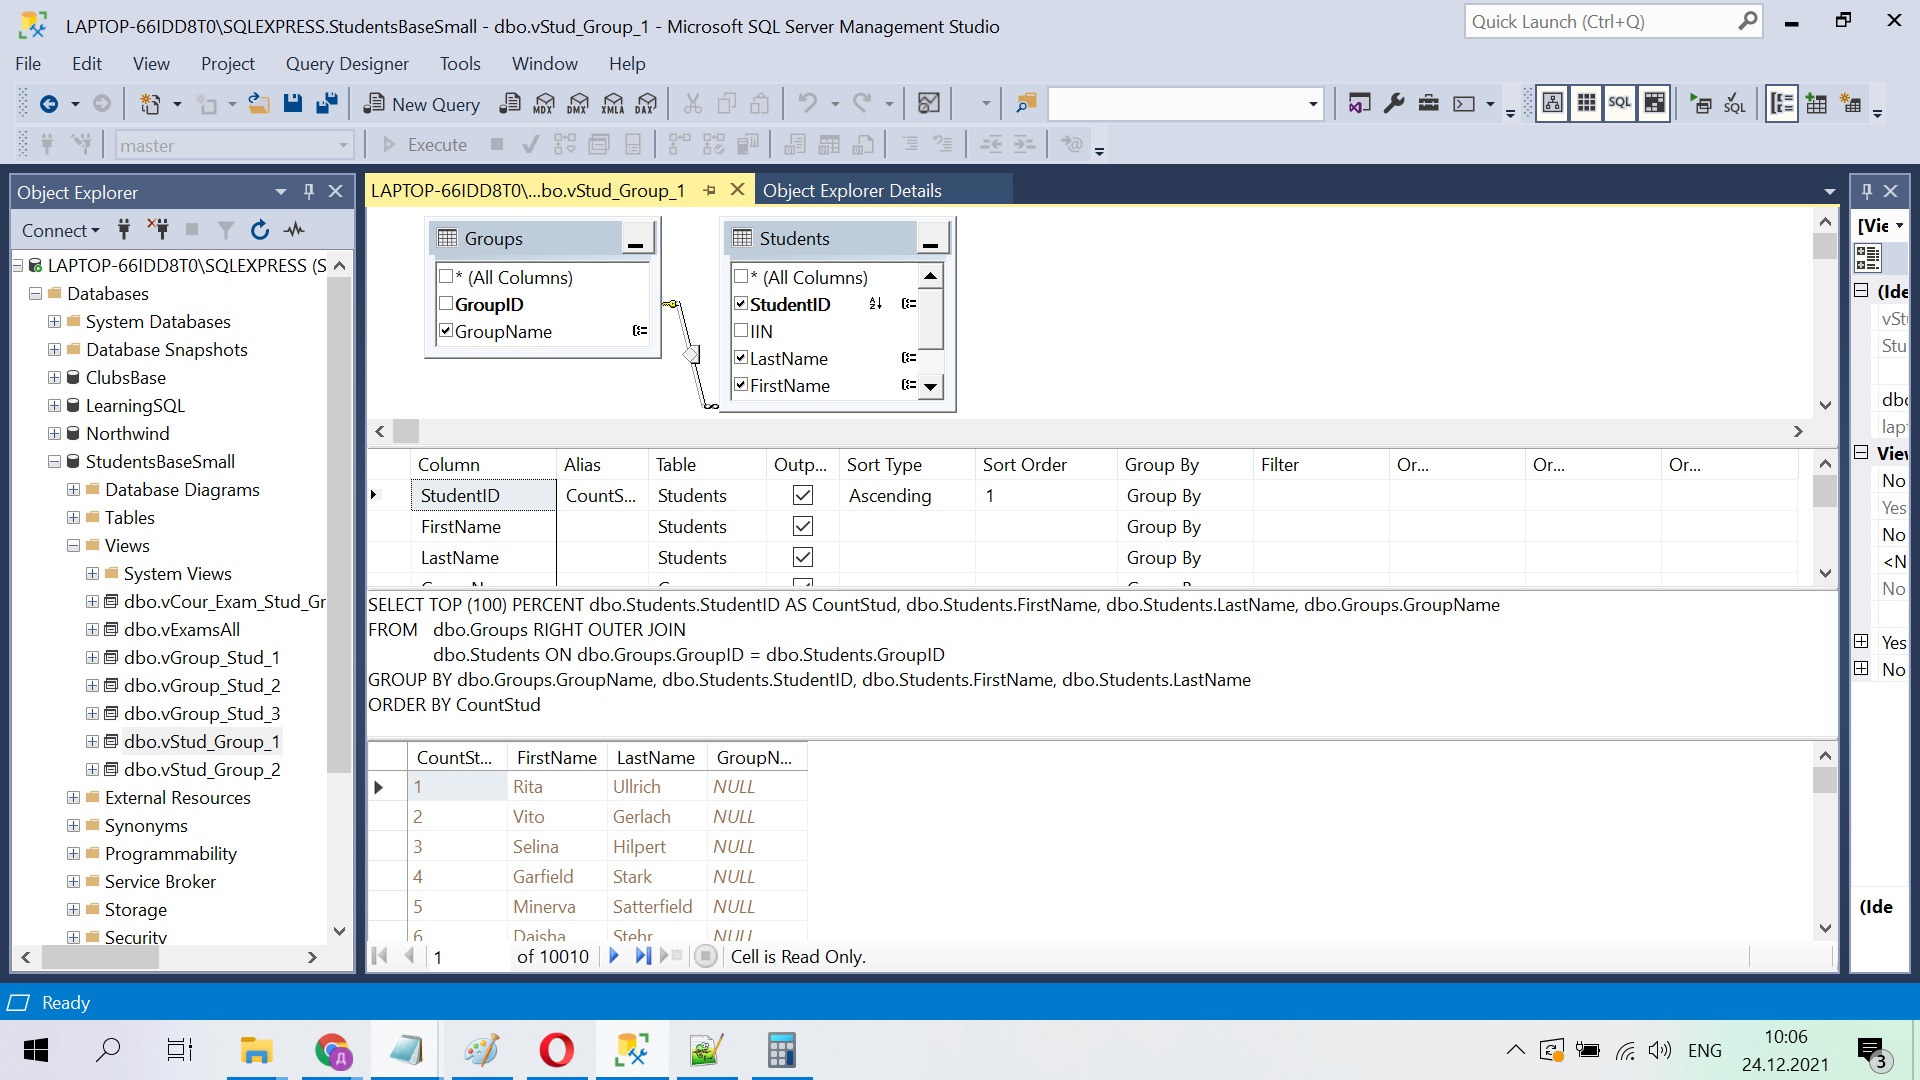 LAPTOP-66IDD8T0\SQLEXPRESS.StudentsBaseSmall - dbo.vStud_Group_1 - Microsoft SQL Server Management Studio
Quick Launch (Ctrl+Q)
File Edit View Project Query Designer Tools Window Help
New Query MDX DMX XMLA DAX SQL SQL
master Execute
Object Explorer
Connect
LAPTOP-66IDD8T0\SQLEXPRESS (S
Databases
System Databases
Database Snapshots
ClubsBase
LearningSQL
Northwind
StudentsBaseSmall
Database Diagrams
Tables
Views
System Views
dbo.vCour_Exam_Stud_Gr
dbo.vExamsAll
dbo.vGroup_Stud_1
dbo.vGroup_Stud_2
dbo.vGroup_Stud_3
dbo.vStud_Group_1
dbo.vStud_Group_2
External Resources
Synonyms
Programmability
Service Broker
Storage
Security
LAPTOP-66IDD8T0\...bo.vStud_Group_1 Object Explorer Details
Groups
* (All Columns)
GroupID
GroupName
Students
* (All Columns)
StudentID
IIN
LastName
FirstName
Column Alias Table Outp... Sort Type Sort Order Group By Filter Or... Or... Or...
StudentID CountS... Students Ascending 1 Group By
FirstName Students Group By
LastName Students Group By
SELECT TOP (100) PERCENT dbo.Students.StudentID AS CountStud, dbo.Students.FirstName, dbo.Students.LastName, dbo.Groups.GroupName
FROM dbo.Groups RIGHT OUTER JOIN
dbo.Students ON dbo.Groups.GroupID = dbo.Students.GroupID
GROUP BY dbo.Groups.GroupName, dbo.Students.StudentID, dbo.Students.FirstName, dbo.Students.LastName
ORDER BY CountStud
CountSt... FirstName LastName GroupN...
1 Rita Ullrich NULL
2 Vito Gerlach NULL
3 Selina Hilpert NULL
4 Garfield Stark NULL
5 Minerva Satterfield NULL
6 Daisha Stehr NULL
1 of 10010 Cell is Read Only.
[Vie
(Ide
vSt
Stu
dbo
lap
Viev
No
Yes
No
<N
No
Yes
No
(Ide
Ready
ENG
10:06
24.12.2021
3